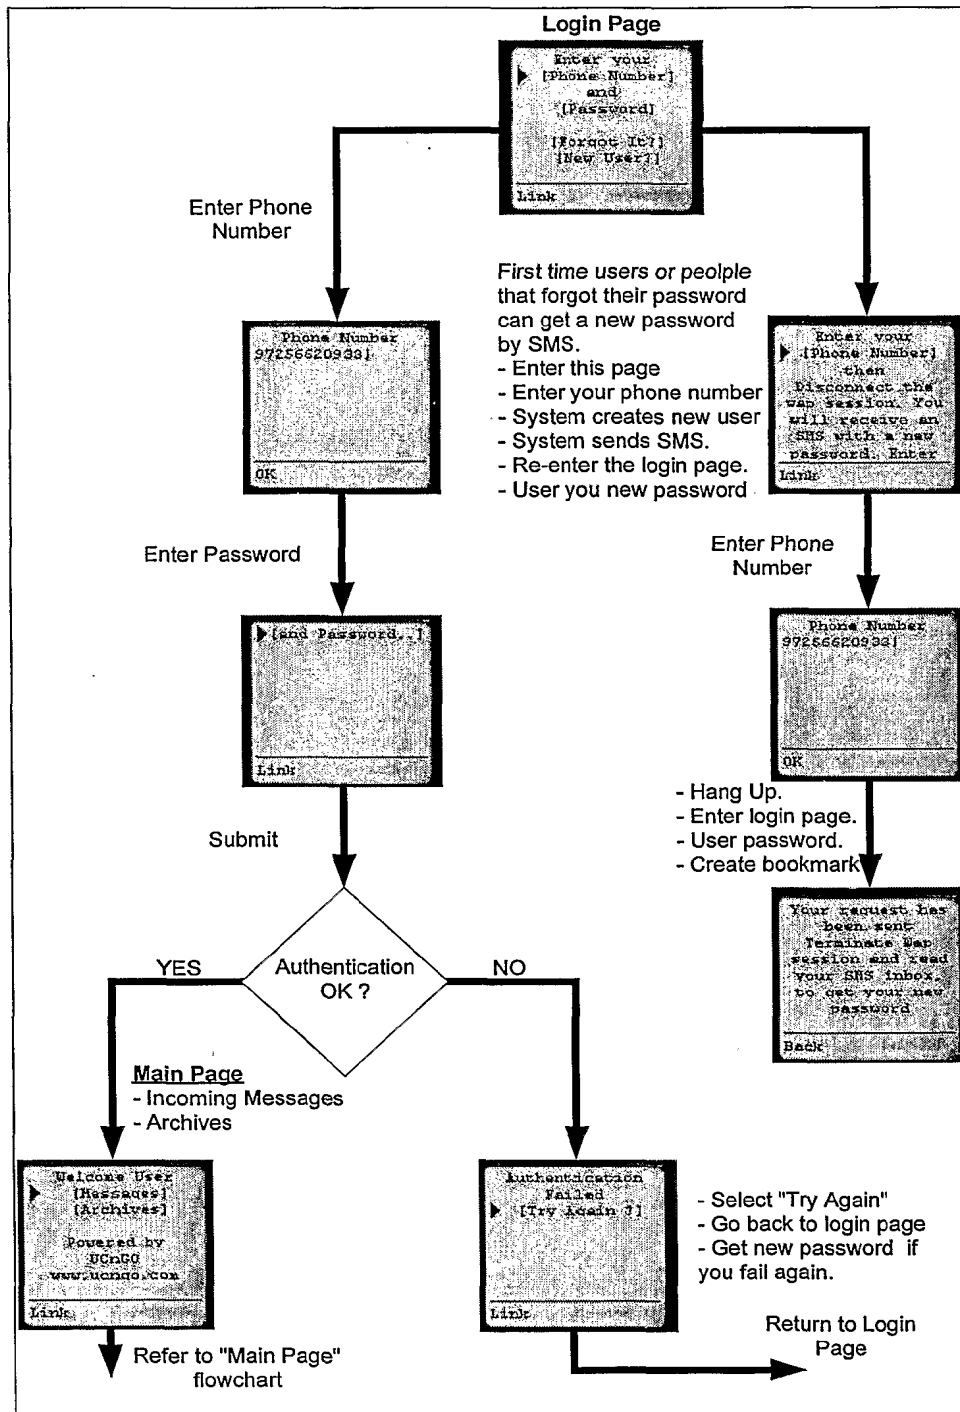 Login Page
Enter your
[Phone Number]
and
[Password]
[Forgot It?]
[New User?]
Link
Enter Phone
Number
Phone Number
97256620933]
OK
Enter Password
[and Password..]
Link
Submit
First time users or peolple
that forgot their password
can get a new password
by SMS.
- Enter this page
- Enter your phone number
- System creates new user
- System sends SMS.
- Re-enter the login page.
- User you new password
Enter your
[Phone Number]
then
Disconnect the
wap session. You
will receive an
SMS with a new
password. Enter
Link
Enter Phone
Number
Phone Number
97256620933]
OK
- Hang Up.
- Enter login page.
- User password.
- Create bookmark
Your request has
been sent
Terminate Wap
session and read
your SMS inbox,
to get your new
password
Back
Authentication
OK ?
YES
NO
Main Page
- Incoming Messages
- Archives
Welcome User
[Messages]
[Archives]
Powered by
UCnGO
www.ucngo.com
Link
Refer to "Main Page"
flowchart
Authentication
Failed
[Try Again ?]
Link
- Select "Try Again"
- Go back to login page
- Get new password if
you fail again.
Return to Login
Page